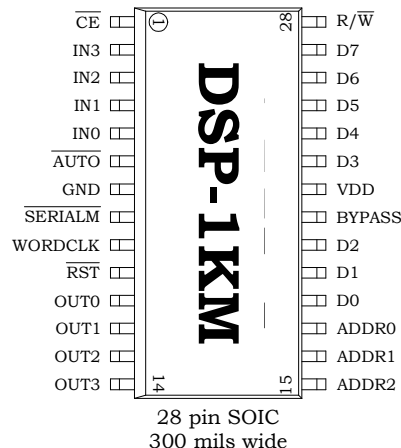 CE 1 28 R/W
IN3 D7
IN2 D6
IN1 D5
IN0 D4
AUTO D3
GND VDD
SERIALM BYPASS
WORDCLK D2
RST D1
OUT0 D0
OUT1 ADDR0
OUT2 ADDR1
OUT3 14 15 ADDR2
DSP-1KM
28 pin SOIC
300 mils wide